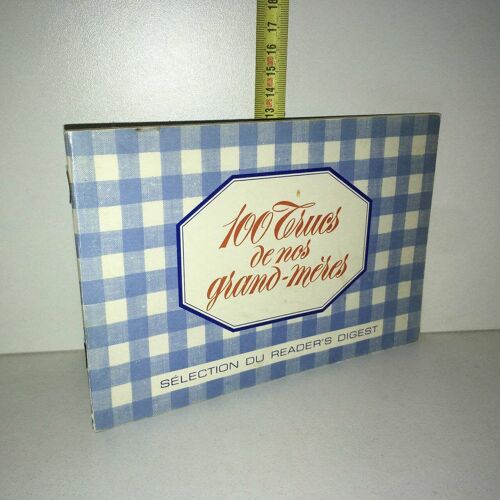 13 14 15 16 17 18
100 Trucs
de nos
grand-mères
SÉLECTION DU READER'S DIGEST